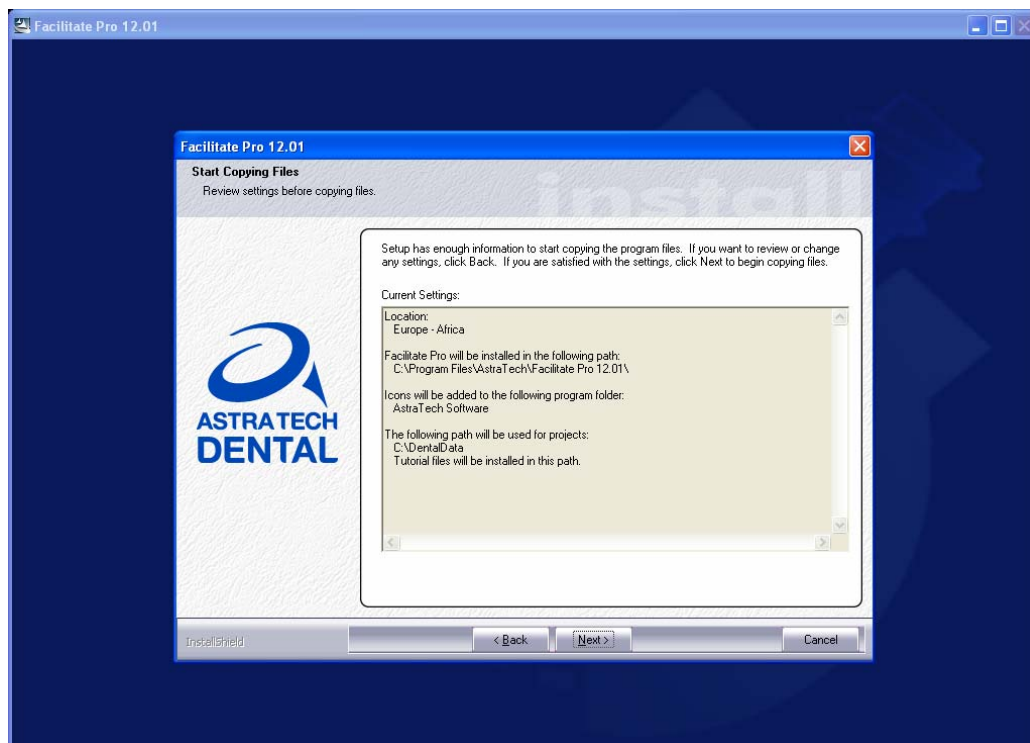 Facilitate Pro 12.01
Facilitate Pro 12.01
Start Copying Files
Review settings before copying files.
install
Setup has enough information to start copying the program files. If you want to review or change
any settings, click Back. If you are satisfied with the settings, click Next to begin copying files.
Current Settings:
Location:
Europe - Africa
Facilitate Pro will be installed in the following path:
C:\Program Files\AstraTech\Facilitate Pro 12.01\
Icons will be added to the following program folder:
AstraTech Software
The following path will be used for projects:
C:\DentalData
Tutorial files will be installed in this path.
ASTRATECH
DENTAL
InstallShield
< Back
Next >
Cancel